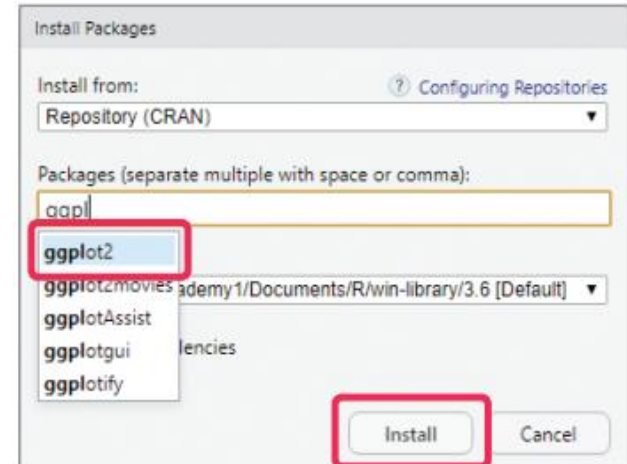 Install Packages
Install from:
Configuring Repositories
Repository (CRAN)
Packages (separate multiple with space or comma):
ggpl
ggplot2
ggplot2movies
ademy1/Documents/R/win-library/3.6 [Default]
ggplotAssist
ggplotgui
lencies
ggplotify
Install
Cancel